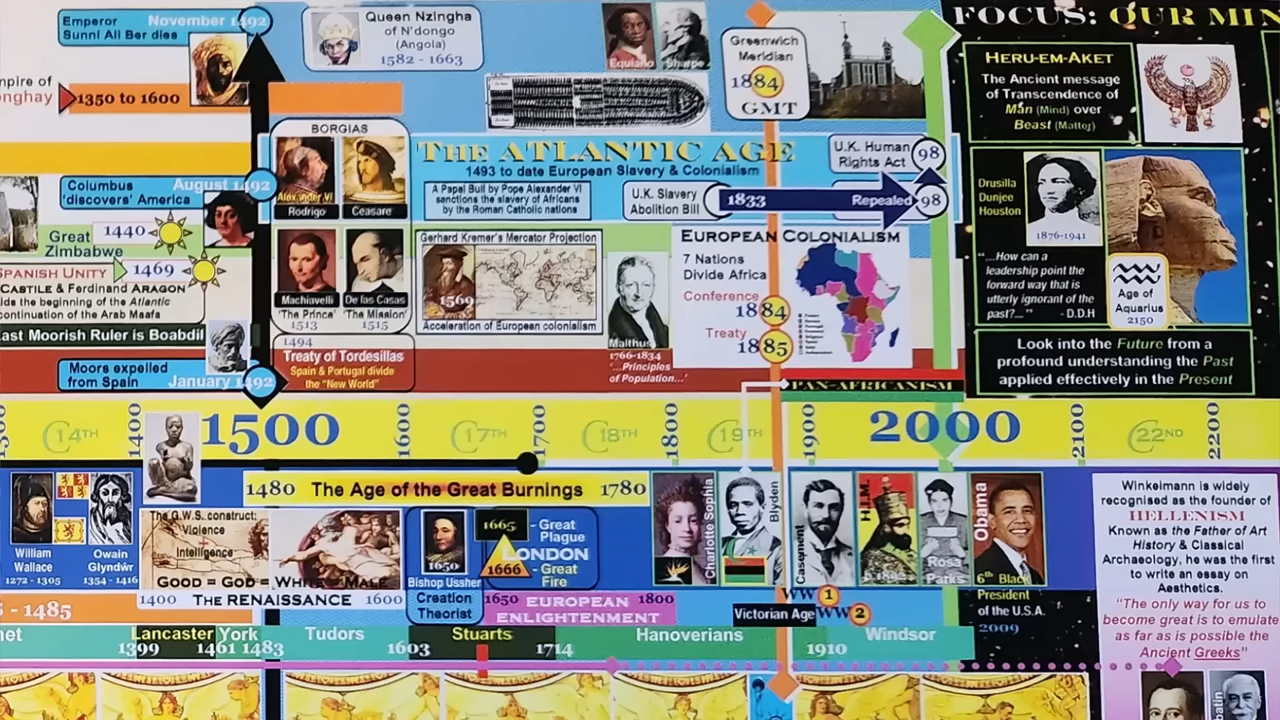 Emperor November 1492
Sunni Ali Ber dies
Queen Nzingha
of N'dongo
(Angola)
1582 - 1663
Equiano
Sharpe
Greenwich
Meridian
1884
GMT
FOCUS: OUR MIN
HERU-EM-AKET
The Ancient message
of Transcendence of
Man (Mind) over
Beast (Matter)
mpire of
onghay
1350 to 1600
BORGIAS
Alexander VI
Rodrigo
Ceasare
THE ATLANTIC AGE
1493 to date European Slavery & Colonialism
A Papel Bull by Pope Alexander VI
sanctions the slavery of Africans
by the Roman Catholic nations
U.K. Human
Rights Act
98
U.K. Slavery
Abolition Bill
1833
Repealed
98
Columbus August 1492
'discovers' America
Great
Zimbabwe
1440
SPANISH UNITY
1469
CASTILE & Ferdinand ARAGON
ds the beginning of the Atlantic
continuation of the Arab Maafa
ast Moorish Ruler is Boabdil
Moors expelled
from Spain January 1492
Machiavelli
'The Prince'
1513
De las Casas
'The Mission'
1515
1494
Treaty of Tordesillas
Spain & Portugal divide
the "New World"
Gerhard Kremer's Mercator Projection
1569
Acceleration of European colonialism
Malthus
1766-1834
'...Principles
of Population...'
EUROPEAN COLONIALISM
7 Nations
Divide Africa
Conference
1884
Treaty
1885
PAN-AFRICANISM
Drusilla
Dunjee
Houston
1876-1941
"...How can a
leadership point the
forward way that is
utterly ignorant of the
past?..." - D.D.H
Age of
Aquarius
2150
Look into the Future from a
profound understanding the Past
applied effectively in the Present
C14TH
1400
1500
1600
C17TH
1700
C18TH
1800
C19TH
1900
2000
2100
C22ND
2200
1480 The Age of the Great Burnings 1780
William
Wallace
1272 - 1305
Owain
Glyndŵr
1354 - 1416
The G.W.S. construct:
Violence
+
Intelligence
GOOD = GOD = WHITE = MALE
1400 THE RENAISSANCE 1600
1650
Bishop Ussher
Creation
Theorist
1665 - Great
Plague
LONDON
1666 - Great
Fire
1650 EUROPEAN 1800
ENLIGHTENMENT
Charlotte Sophia
Blyden
Casement
H.I.M.
Rosa
Parks
Obama
6th Black
President
of the U.S.A.
2009
WW 1
Victorian Age WW 2
Winkelmann is widely
recognised as the founder of
HELLENISM
Known as the Father of Art
History & Classical
Archaeology, he was the first
to write an essay on
Aesthetics.
"The only way for us to
become great is to emulate
as far as is possible the
Ancient Greeks"
- 1485
net
Lancaster York
1399 1461 1483
Tudors
1603
Stuarts
1714
Hanoverians
1910
Windsor